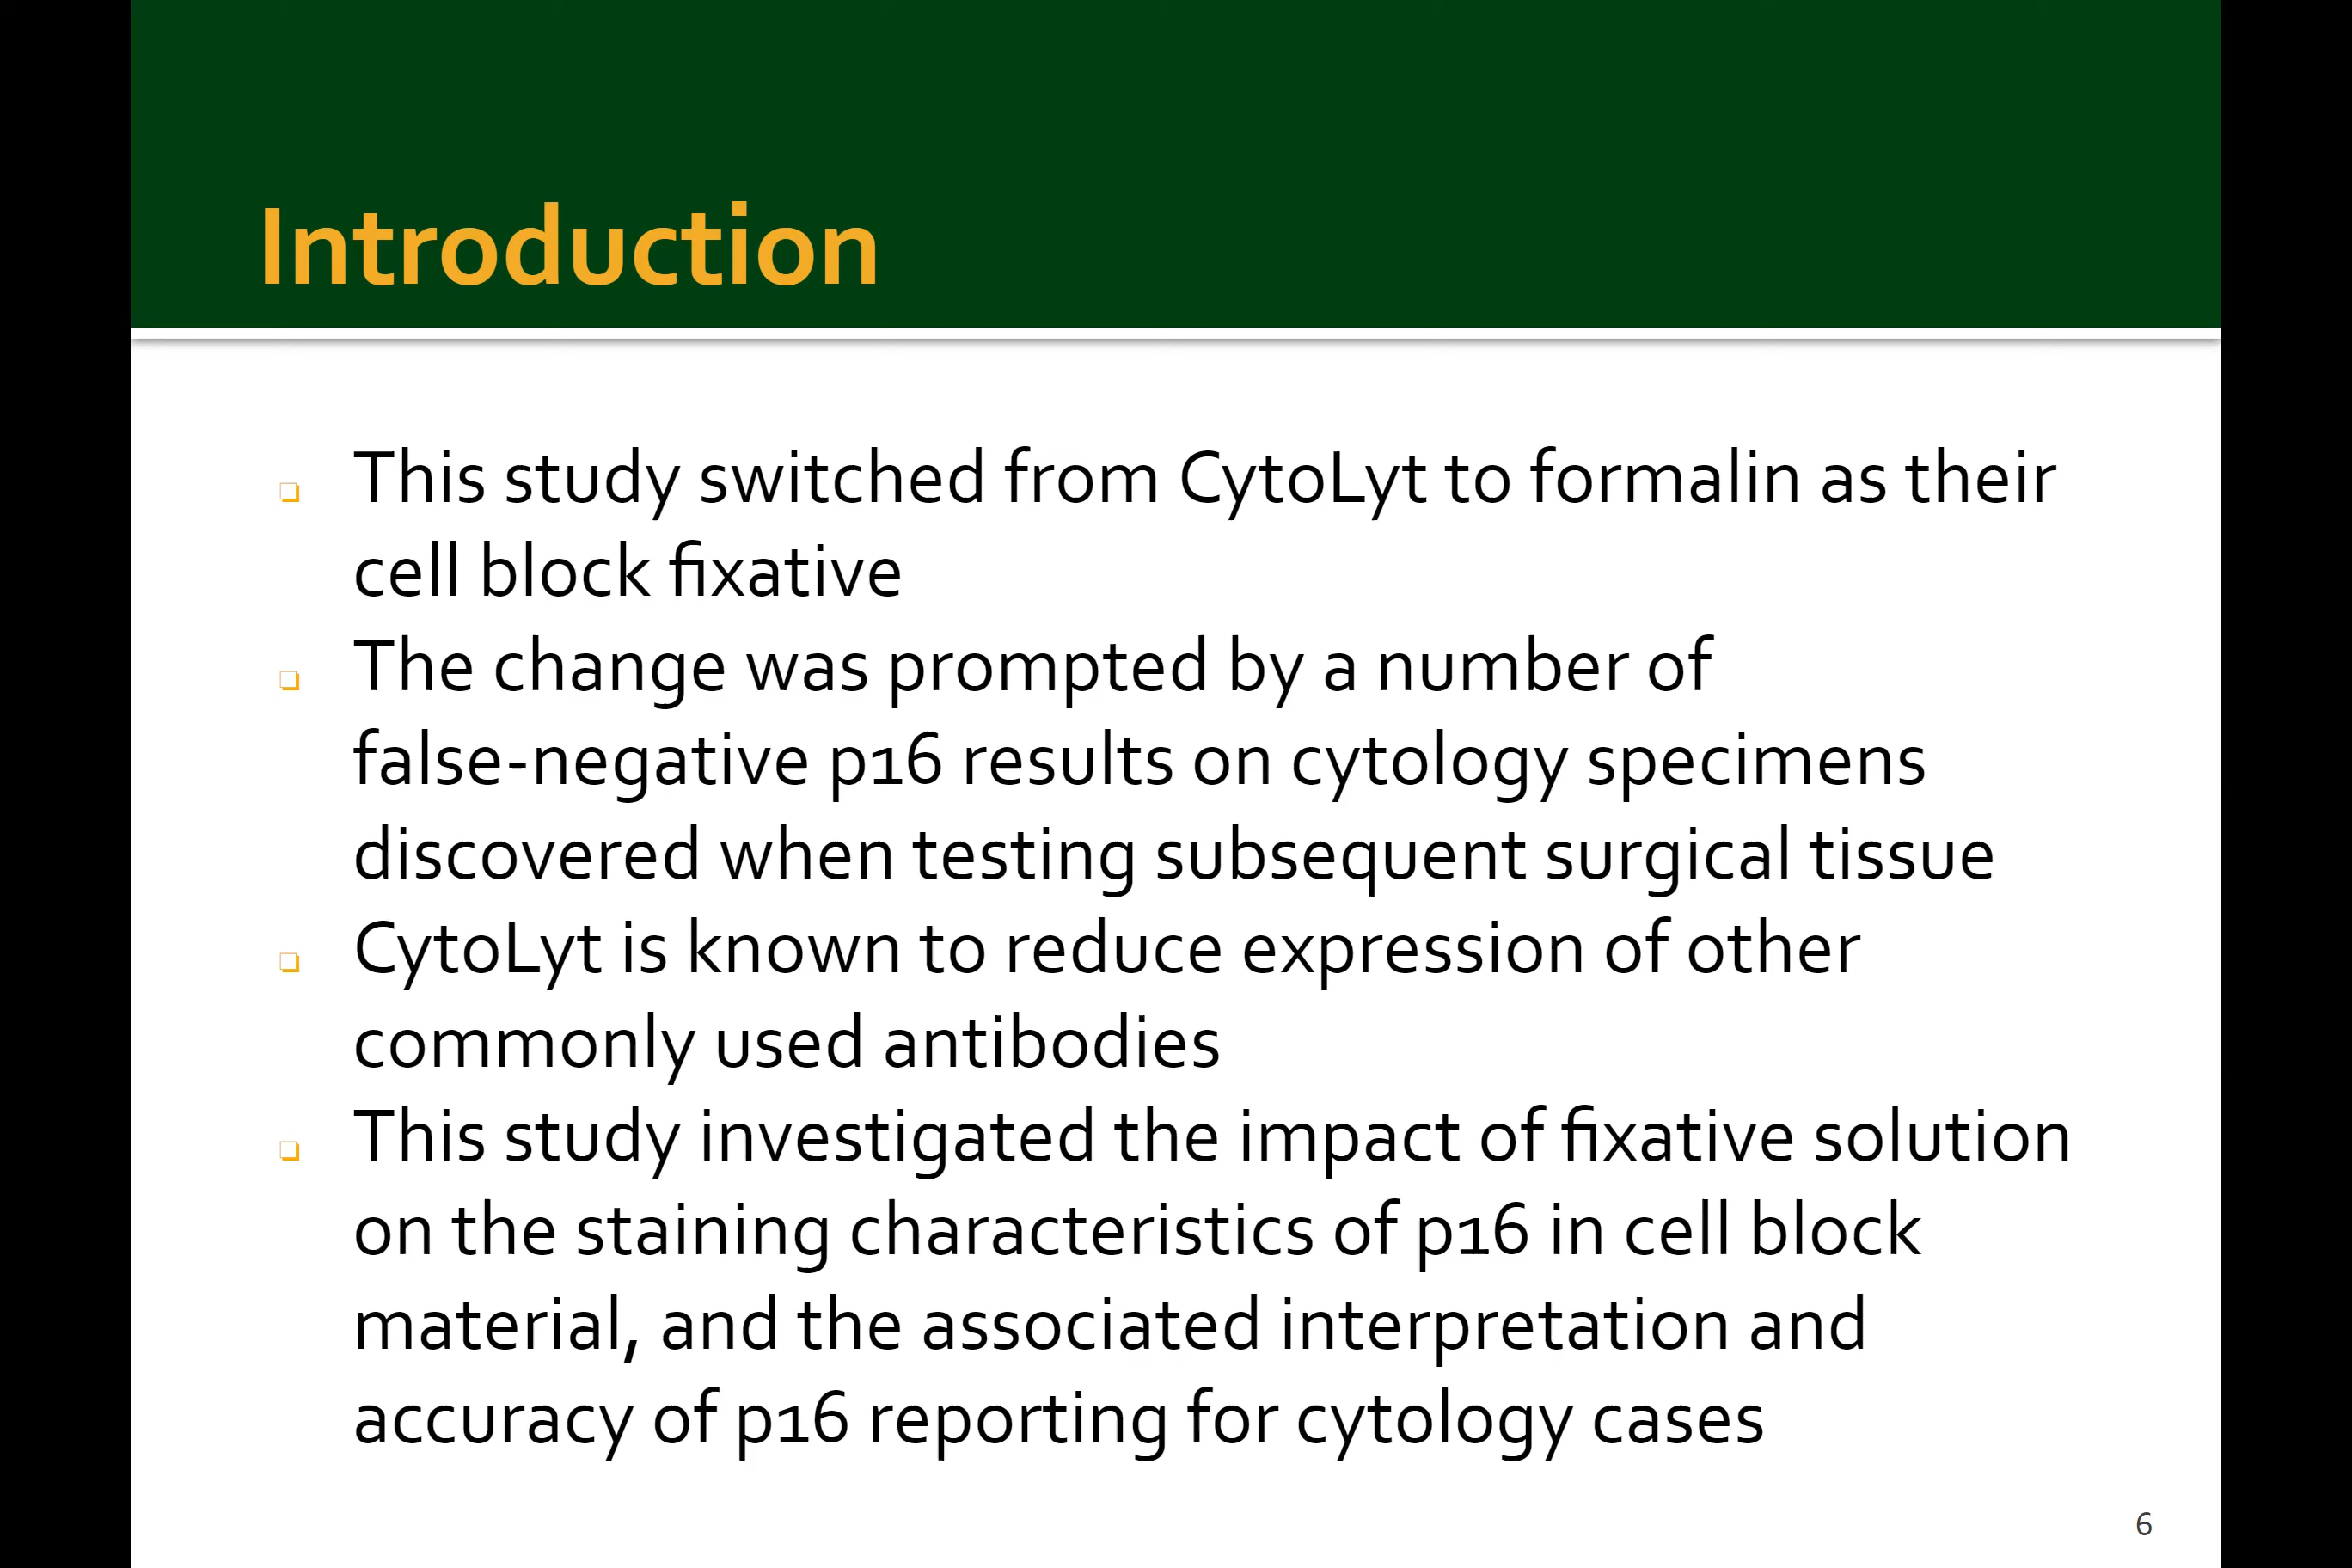 Introduction
This study switched from CytoLyt to formalin as their
cell block fixative
The change was prompted by a number of
false-negative p16 results on cytology specimens
discovered when testing subsequent surgical tissue
CytoLyt is known to reduce expression of other
commonly used antibodies
This study investigated the impact of fixative solution
on the staining characteristics of p16 in cell block
material, and the associated interpretation and
accuracy of p16 reporting for cytology cases
6